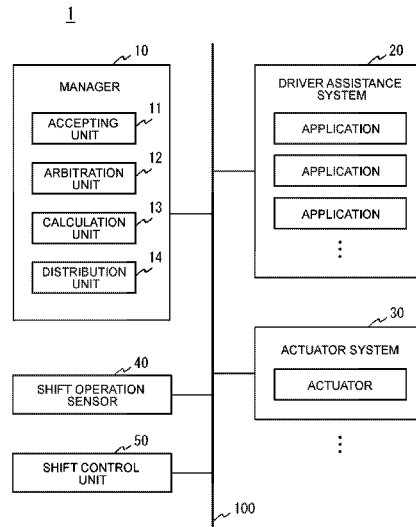 1
10
MANAGER
11
ACCEPTING
UNIT
12
ARBITRATION
UNIT
13
CALCULATION
UNIT
14
DISTRIBUTION
UNIT
20
DRIVER ASSISTANCE
SYSTEM
APPLICATION
APPLICATION
APPLICATION
30
ACTUATOR SYSTEM
ACTUATOR
40
SHIFT OPERATION
SENSOR
50
SHIFT CONTROL
UNIT
100